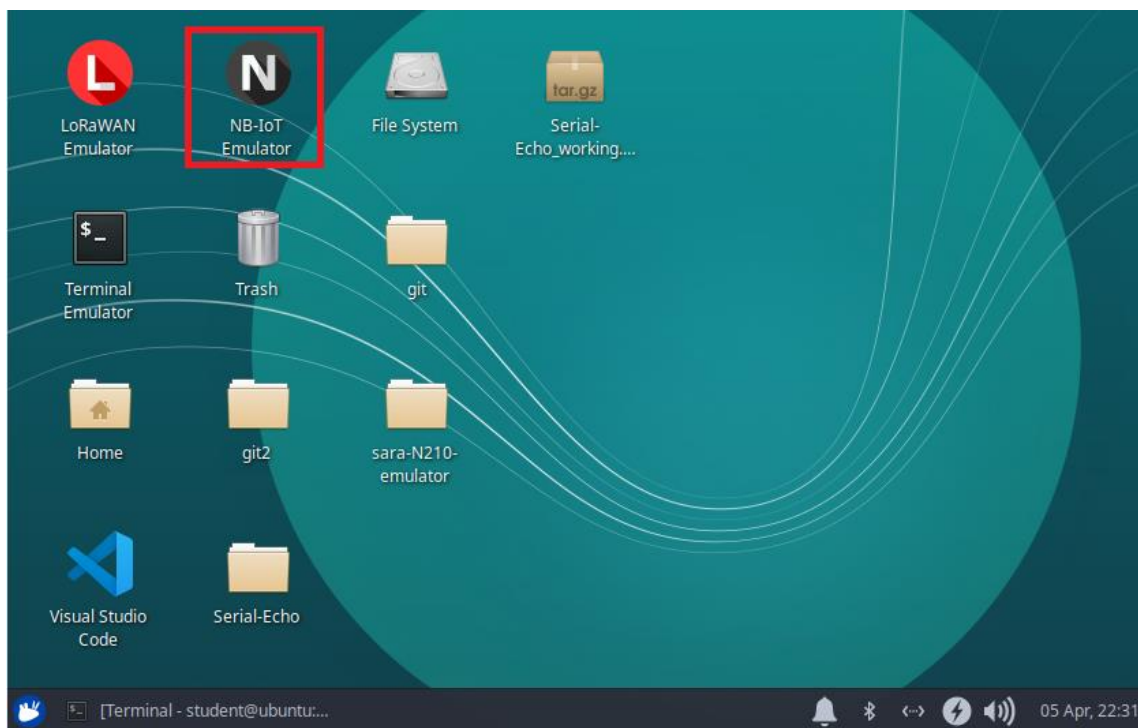 L
N
tar.gz
LoRaWAN
Emulator
NB-IoT
Emulator
File System
Serial-
Echo_working....
$_
Terminal
Emulator
Trash
git
Home
git2
sara-N210-
emulator
Visual Studio
Code
Serial-Echo
[Terminal - student@ubuntu:...
05 Apr, 22:31